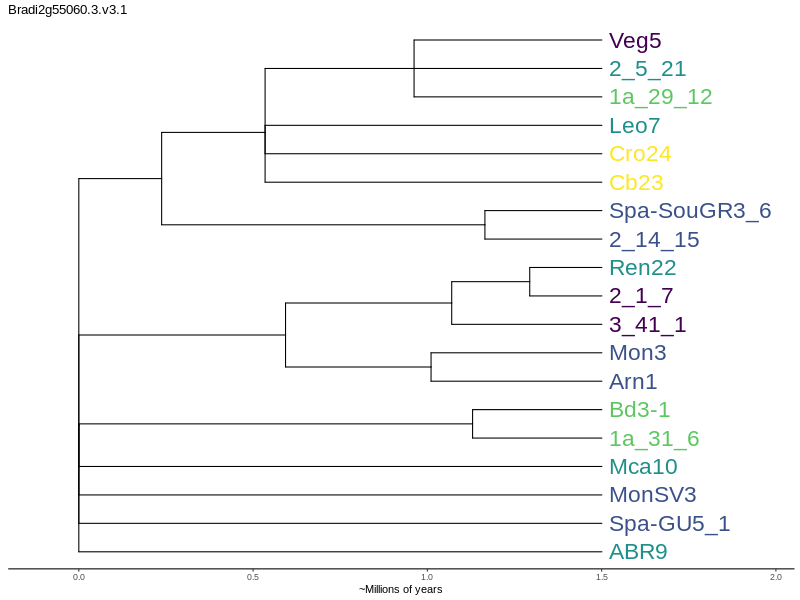 Bradi2g55060.3.v3.1
Veg5
2_5_21
1a_29_12
Leo7
Cro24
Cb23
Spa-SouGR3_6
2_14_15
Ren22
2_1_7
3_41_1
Mon3
Arn1
Bd3-1
1a_31_6
Mca10
MonSV3
Spa-GU5_1
ABR9
0.0 0.5 1.0 1.5 2.0
~Millions of years